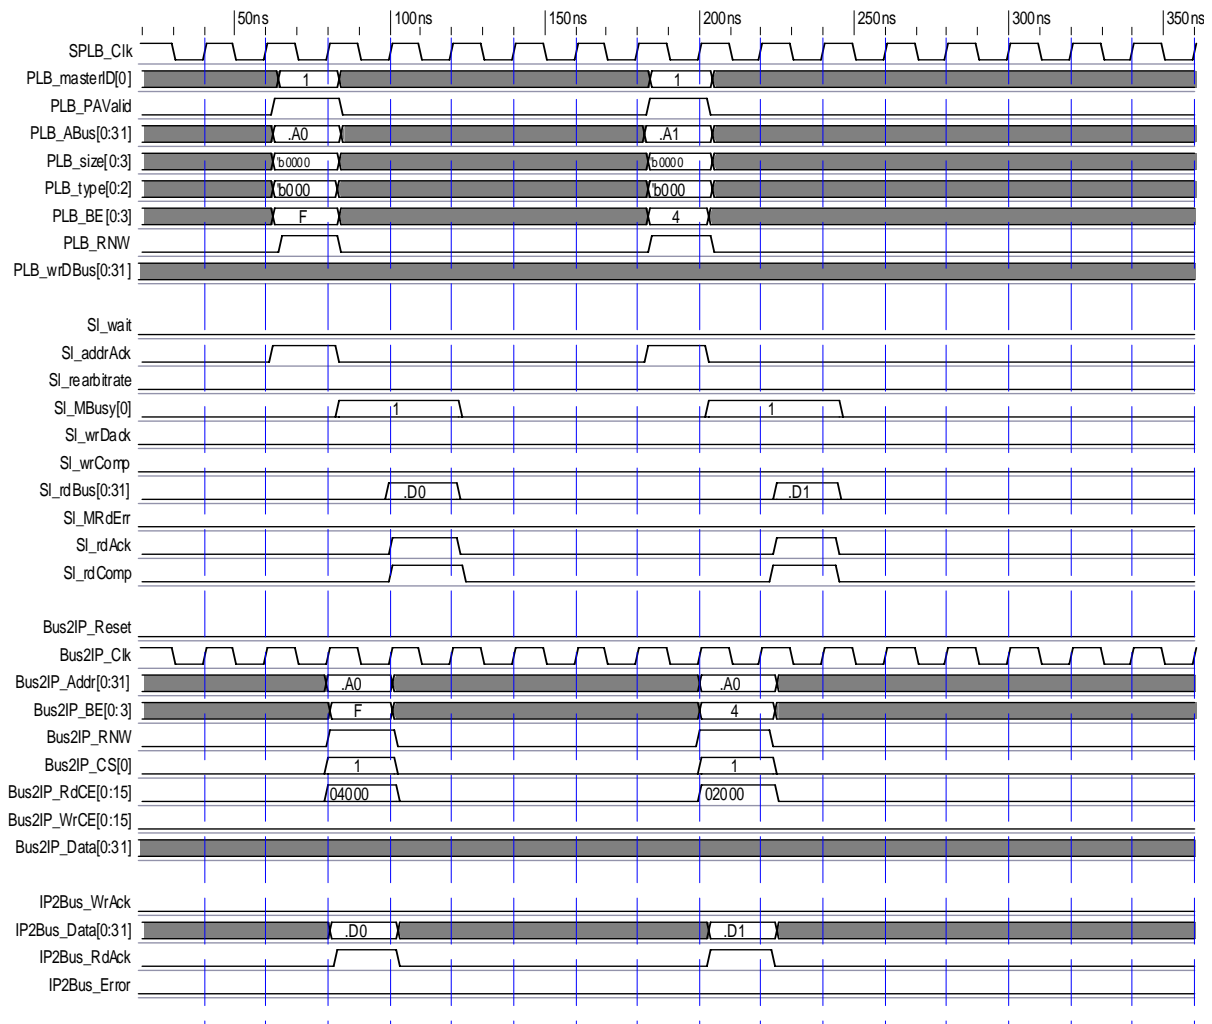 50ns 100ns 150ns 200ns 250ns 300ns 350ns
SPLB_Clk
PLB_masterID[0] 1 1
PLB_PAValid
PLB_ABus[0:31] .A0 .A1
PLB_size[0:3] 'b0000 'b0000
PLB_type[0:2] 'b000 'b000
PLB_BE[0:3] F 4
PLB_RNW
PLB_wrDBus[0:31]
Sl_wait
Sl_addrAck
Sl_rearbitrate
Sl_MBusy[0] 1 1
Sl_wrDack
Sl_wrComp
Sl_rdBus[0:31] .D0 .D1
Sl_MRdErr
Sl_rdAck
Sl_rdComp
Bus2IP_Reset
Bus2IP_Clk
Bus2IP_Addr[0:31] .A0 .A0
Bus2IP_BE[0:3] F 4
Bus2IP_RNW
Bus2IP_CS[0] 1 1
Bus2IP_RdCE[0:15] 04000 02000
Bus2IP_WrCE[0:15]
Bus2IP_Data[0:31]
IP2Bus_WrAck
IP2Bus_Data[0:31] .D0 .D1
IP2Bus_RdAck
IP2Bus_Error